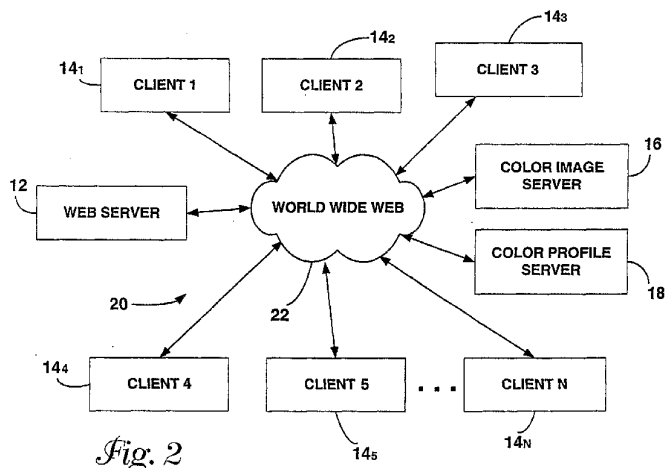 14₂
14₃
14₁
CLIENT 1
CLIENT 2
CLIENT 3
16
COLOR IMAGE
SERVER
12
WEB SERVER
WORLD WIDE WEB
COLOR PROFILE
SERVER
18
20
22
14₄
CLIENT 4
CLIENT 5
...
CLIENT N
14₅
14N
Fig. 2